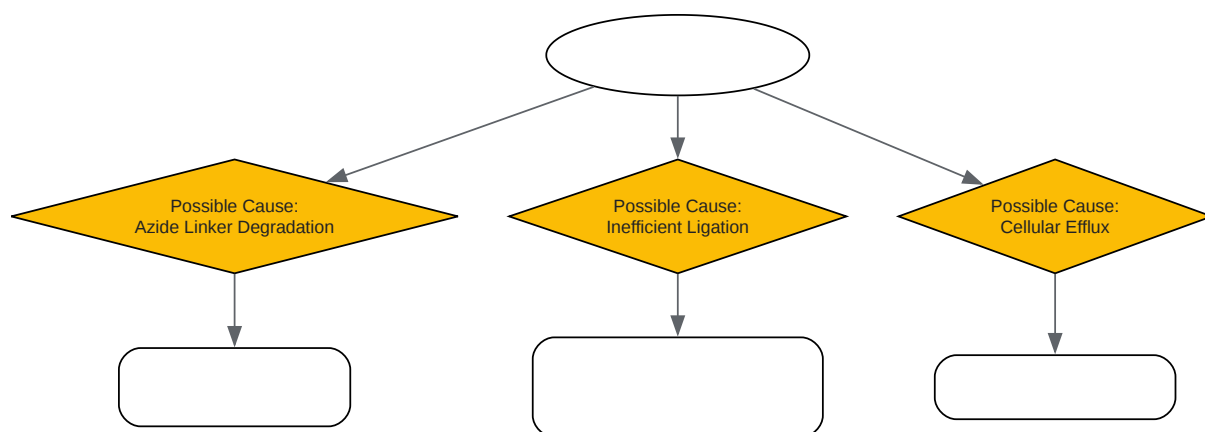 Possible Cause:
Azide Linker Degradation
Possible Cause:
Inefficient Ligation
Possible Cause:
Cellular Efflux